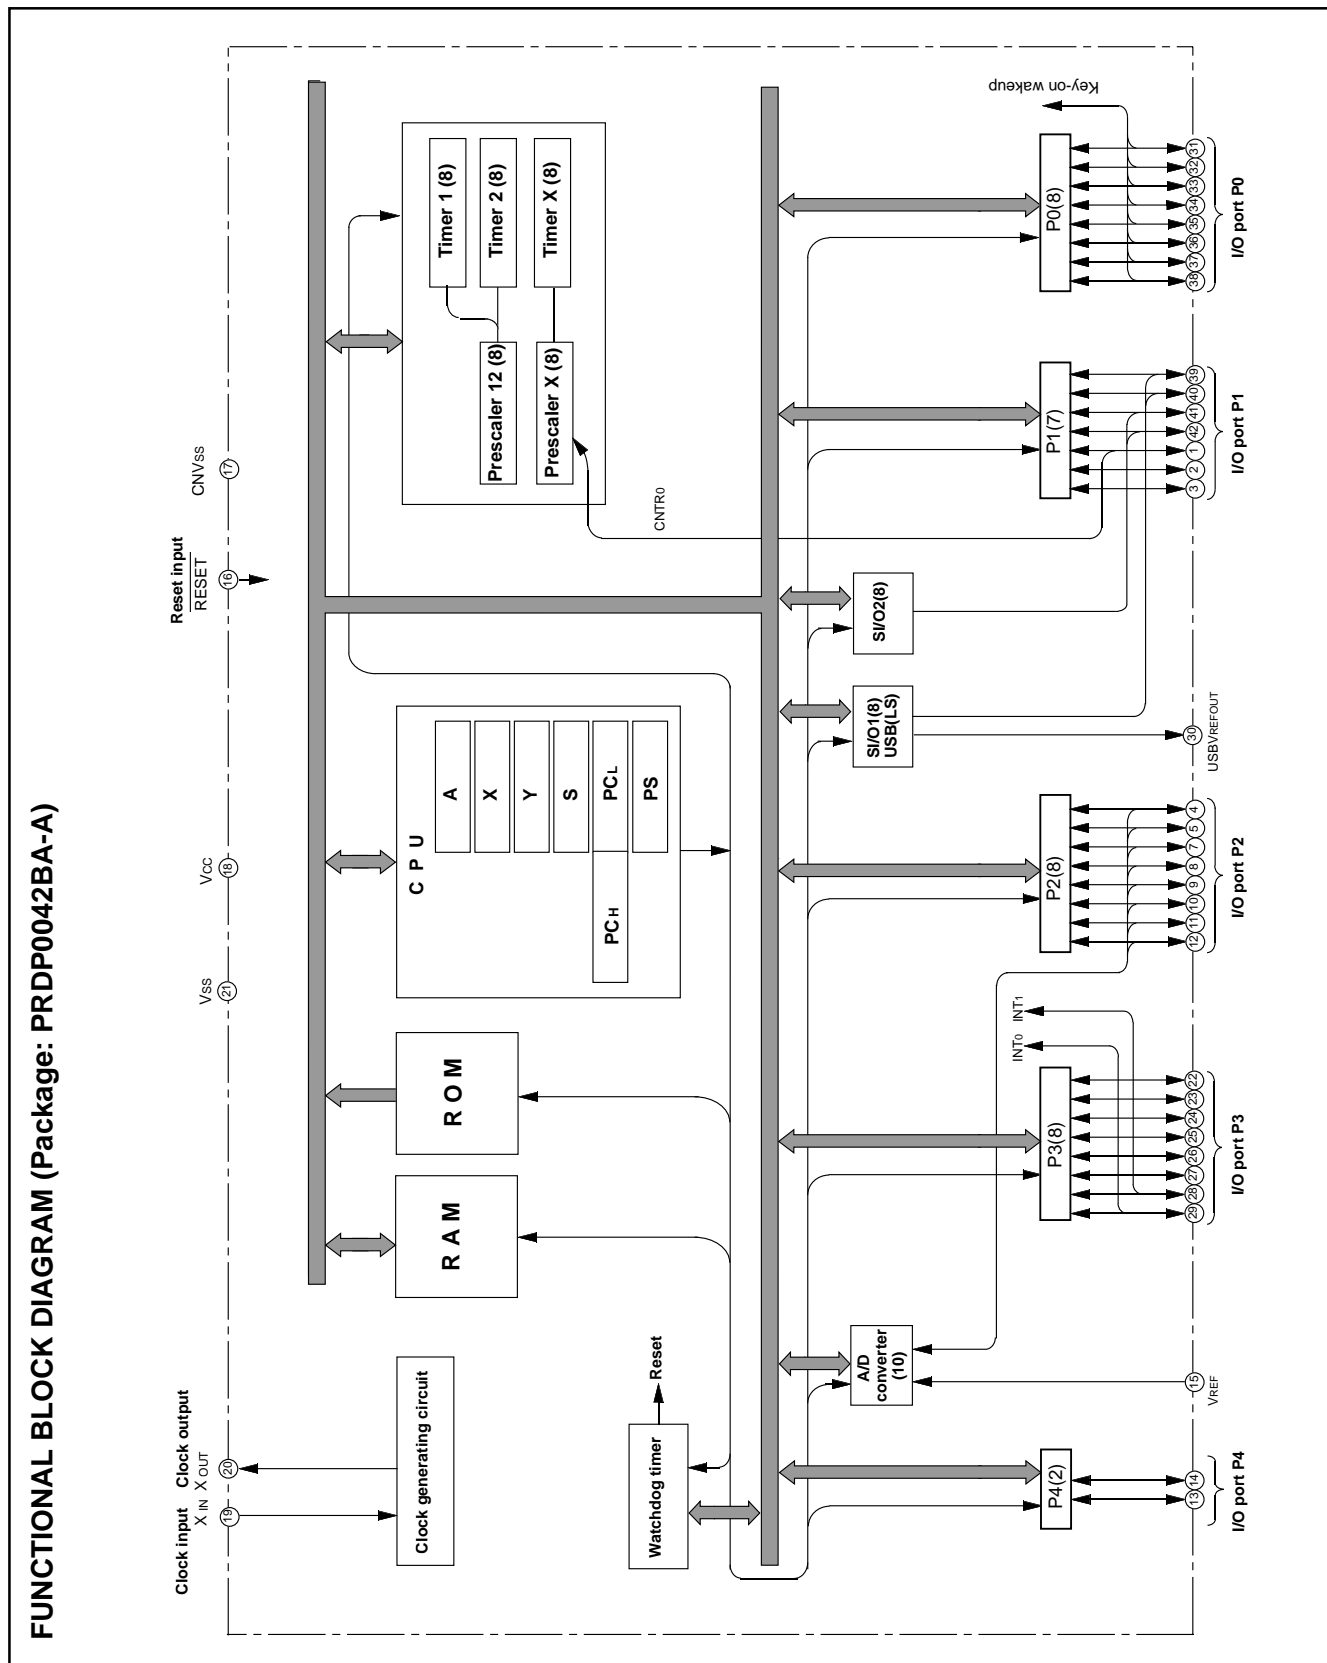 FUNCTIONAL BLOCK DIAGRAM (Package: PRDP0042BA-A)
Clock input
X IN
19
Clock output
X OUT
20
VSS
21
VCC
18
Reset input
RESET
16
CNVSS
17
Clock generating circuit
RAM
ROM
CPU
A
X
Y
S
PCH
PCL
PS
Timer 1 (8)
Timer 2 (8)
Timer X (8)
Prescaler 12 (8)
Prescaler X (8)
CNTR0
Watchdog timer
Reset
A/D
converter
(10)
SI/O1(8)
USB(LS)
SI/O2(8)
INT0
INT1
Key-on wakeup
P4(2)
P3(8)
P2(8)
P1(7)
P0(8)
13 14
I/O port P4
15
VREF
29 28 27 26 25 24 23 22
I/O port P3
12 11 10 9 8 7 5 4
I/O port P2
30
USBVREFOUT
3 2 1 42 41 40 39
I/O port P1
38 37 36 35 34 33 32 31
I/O port P0